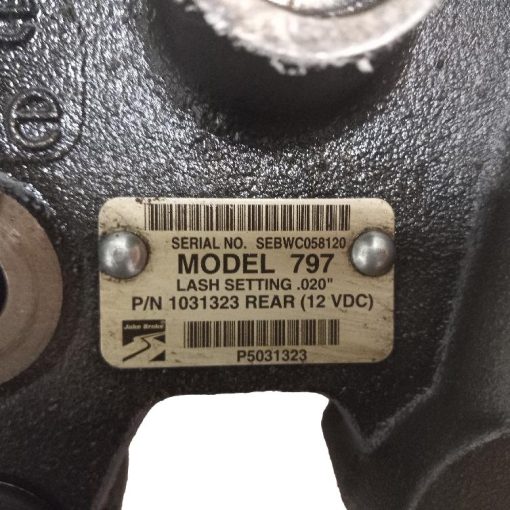 e
e
SERIAL NO. SEBWC058120
MODEL 797
LASH SETTING .020"
P/N 1031323 REAR (12 VDC)
Jake Brake
P5031323